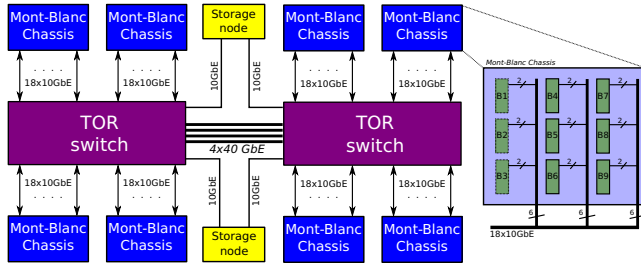 Mont-Blanc
Chassis
Mont-Blanc
Chassis
Storage
node
Mont-Blanc
Chassis
Mont-Blanc
Chassis
. . . .
18x10GbE
. . . .
18x10GbE
10GbE
10GbE
. . . .
18x10GbE
. . . .
18x10GbE
TOR
switch
4x40 GbE
TOR
switch
18x10GbE
. . . .
18x10GbE
. . . .
10GbE
10GbE
18x10GbE
. . . .
18x10GbE
. . . .
Mont-Blanc
Chassis
Mont-Blanc
Chassis
Storage
node
Mont-Blanc
Chassis
Mont-Blanc
Chassis
Mont-Blanc Chassis
B1
2
B4
2
B7
2
B2
2
B5
2
B8
2
B3
2
B6
2
B9
2
6
6
6
18x10GbE